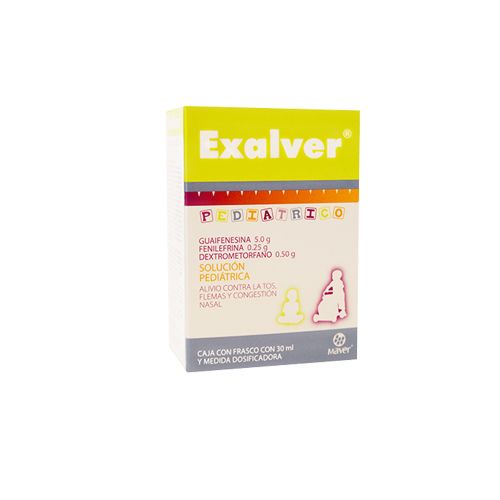 Exalver®
PEDIÁTRICO
GUAIFENESINA 5.0 g
FENILEFRINA 0.25 g
DEXTROMETORFANO 0.50 g
SOLUCIÓN
PEDIÁTRICA
ALIVIO CONTRA LA TOS,
FLEMAS Y CONGESTIÓN
NASAL
CAJA CON FRASCO CON 30 ml
Y MEDIDA DOSIFICADORA
Maver